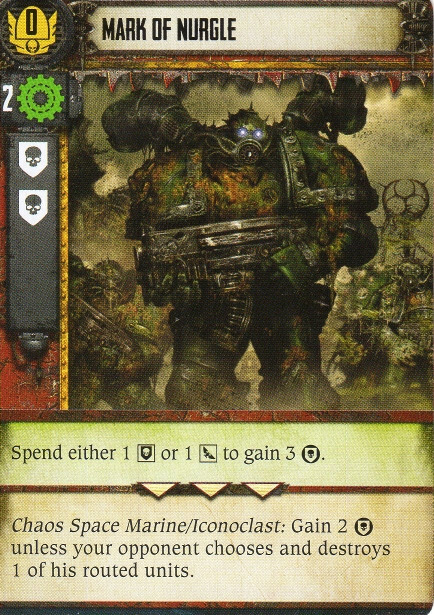 0
MARK OF NURGLE
2
Spend either 1 or 1 to gain 3 .
Chaos Space Marine/Iconoclast: Gain 2
unless your opponent chooses and destroys
1 of his routed units.